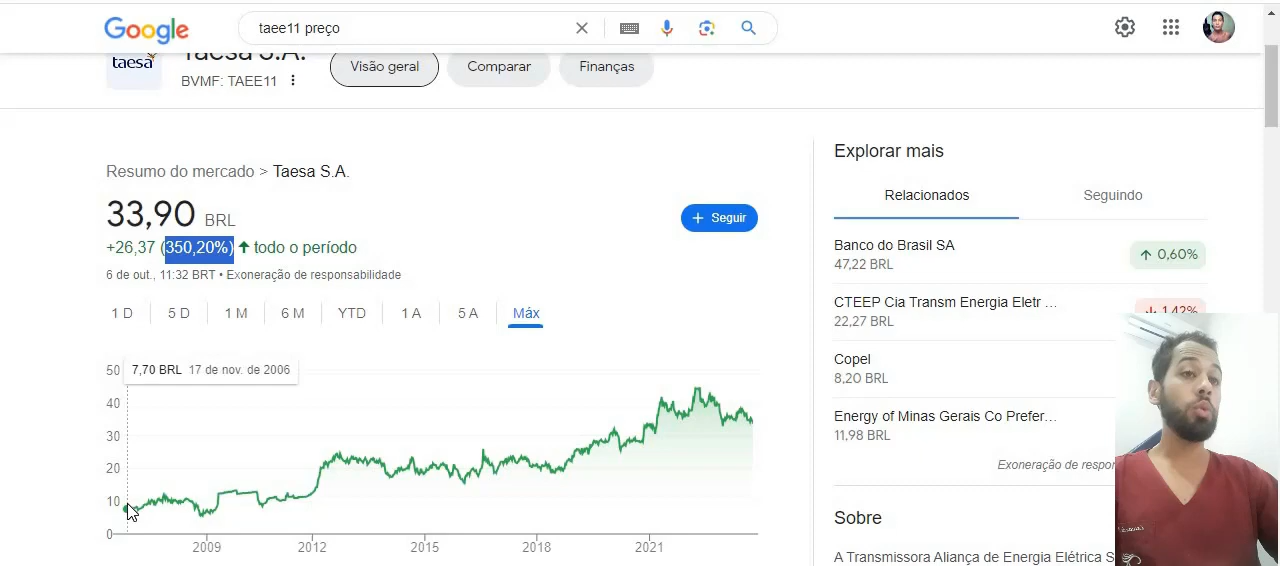 Google
taee11 preço
taesa
Taesa S.A.
BVMF: TAEE11
Visão geral
Comparar
Finanças
Resumo do mercado > Taesa S.A.
33,90 BRL
+26,37 (350,20%) ↑ todo o período
6 de out., 11:32 BRT • Exoneração de responsabilidade
+ Seguir
1 D
5 D
1 M
6 M
YTD
1 A
5 A
Máx
7,70 BRL 17 de nov. de 2006
50
40
30
20
10
0
2009
2012
2015
2018
2021
Explorar mais
Relacionados
Seguindo
Banco do Brasil SA
47,22 BRL
↑ 0,60%
CTEEP Cia Transm Energia Eletr ...
22,27 BRL
↓ 1,42%
Copel
8,20 BRL
Energy of Minas Gerais Co Prefer...
11,98 BRL
Exoneração de respon
Sobre
A Transmissora Aliança de Energia Elétrica S